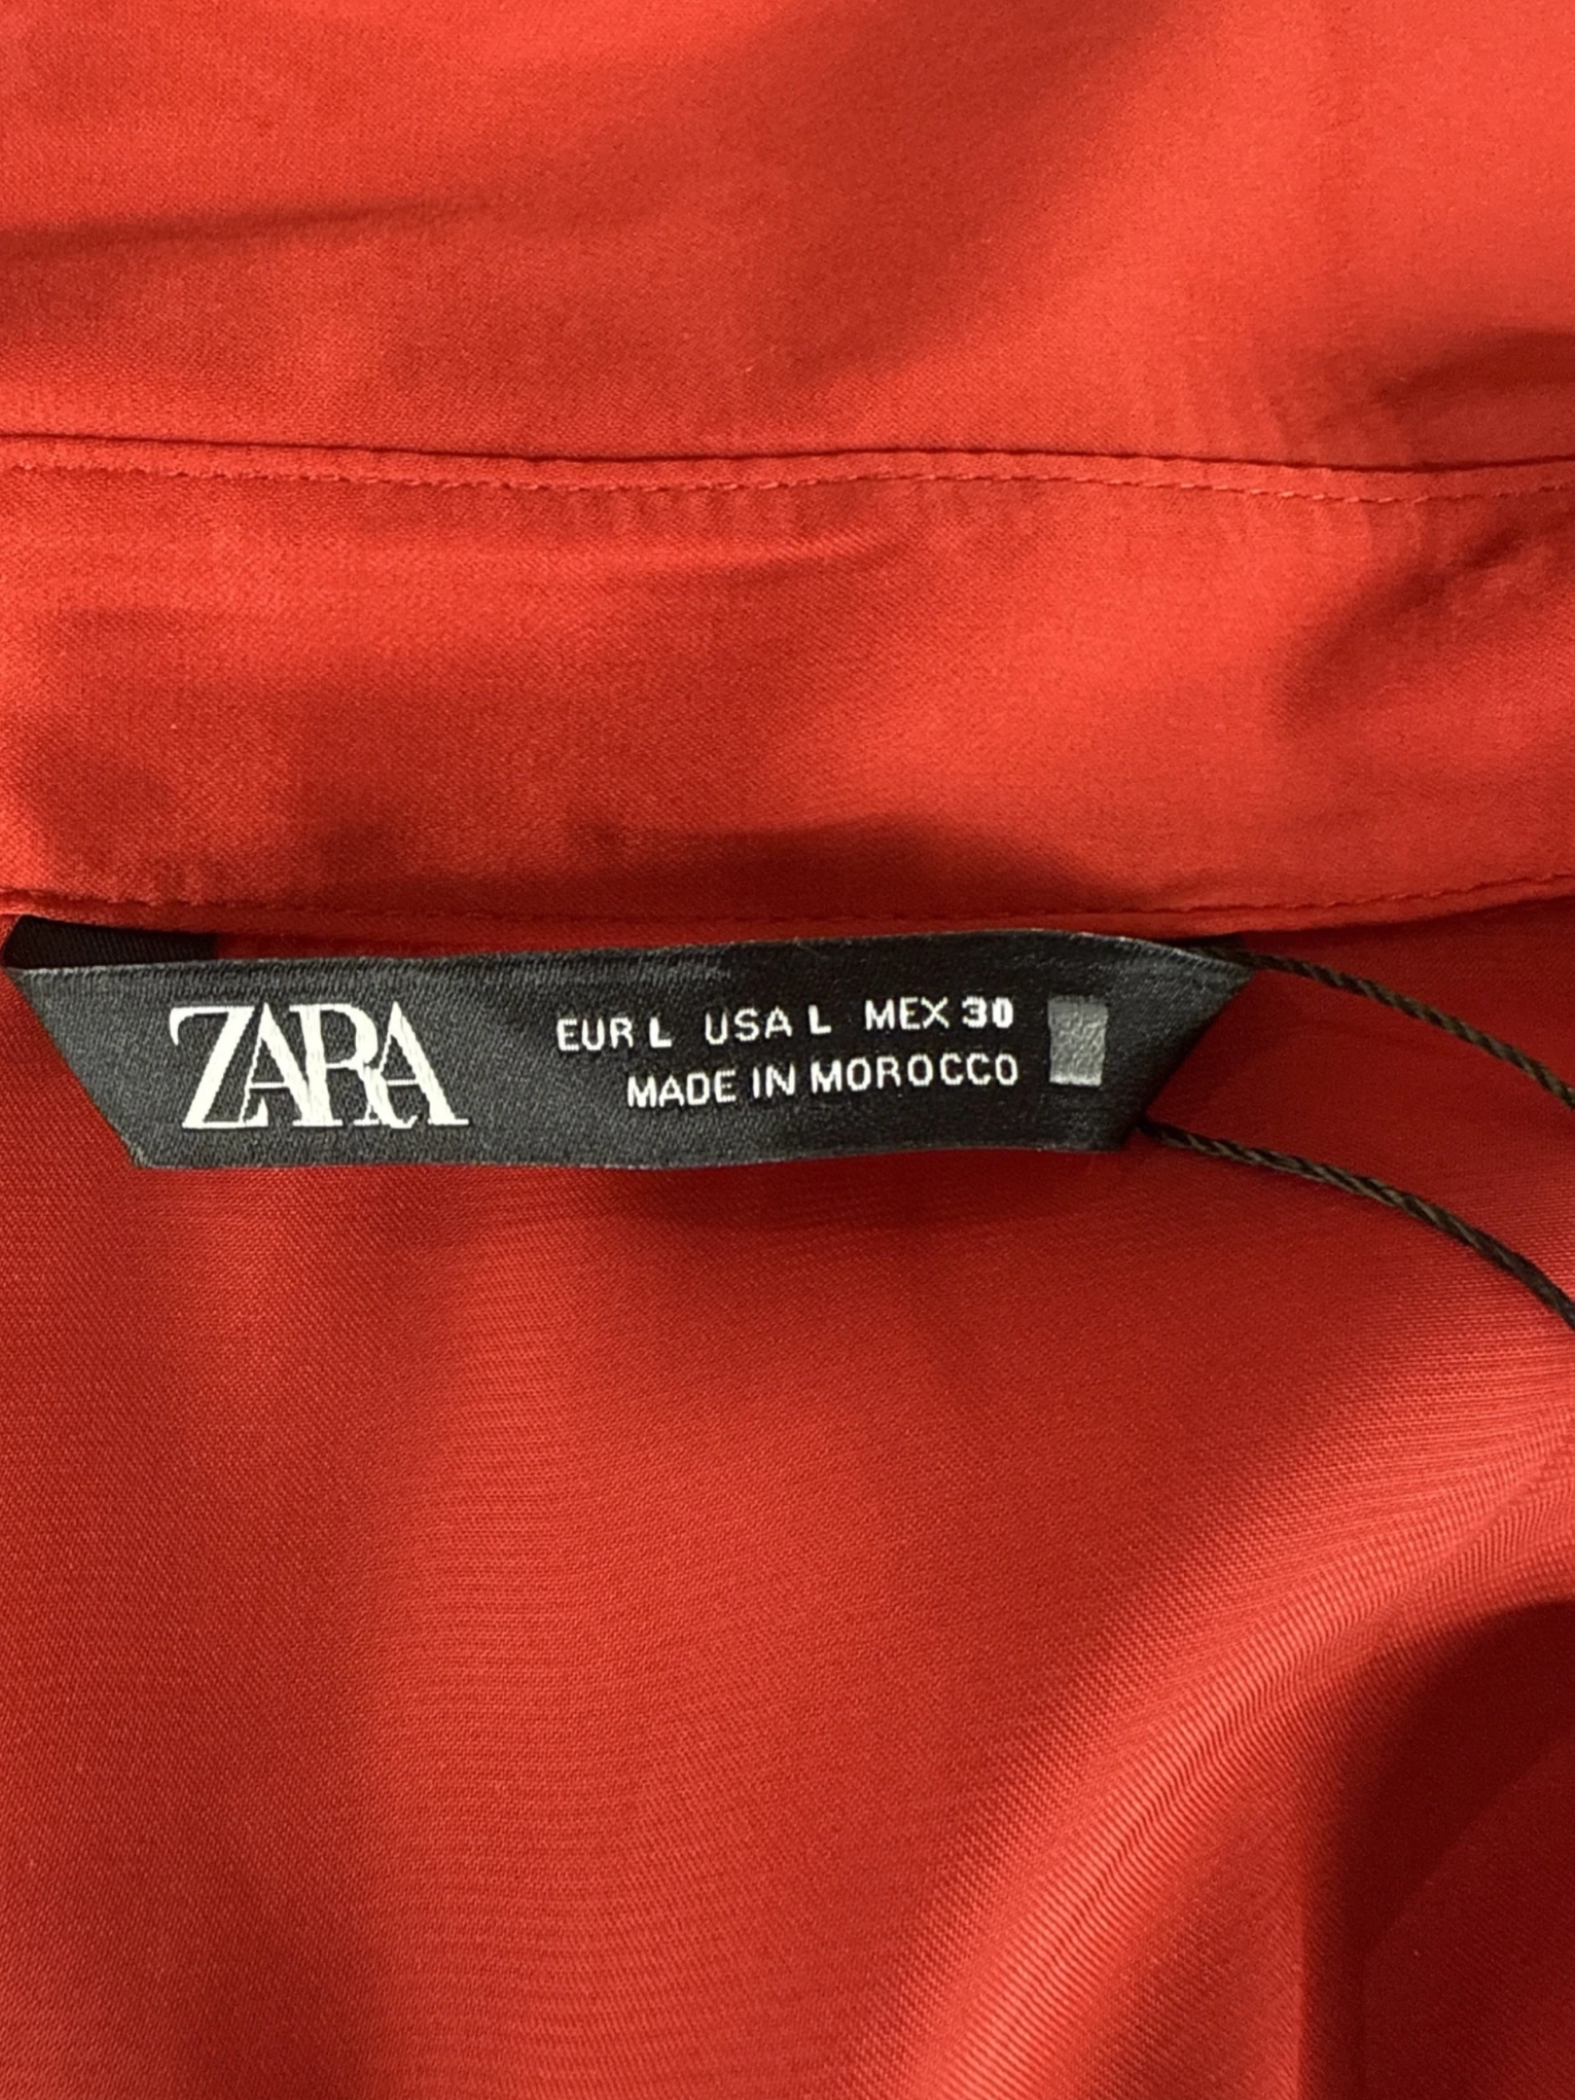 ZARA
EUR L USA L MEX 30
MADE IN MOROCCO